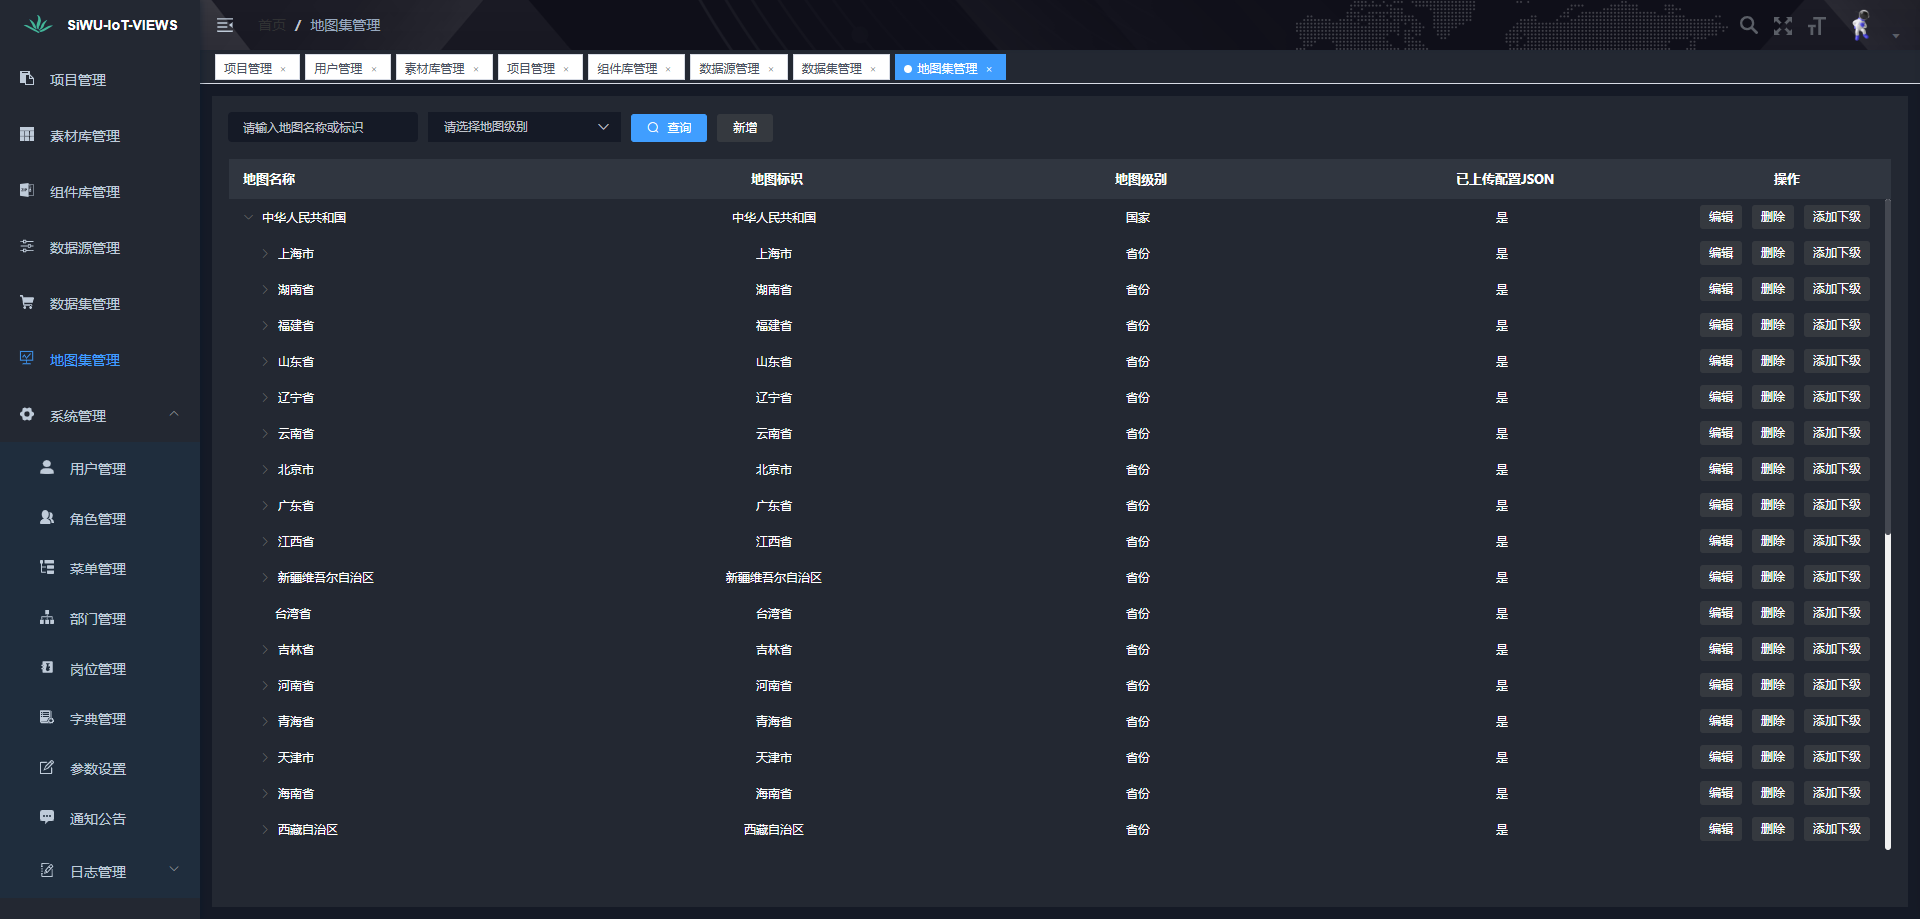 SiWU-IoT-VIEWS
首页 / 地图集管理
项目管理 × 用户管理 × 素材库管理 × 项目管理 × 组件库管理 × 数据源管理 × 数据集管理 × 地图集管理 ×
项目管理
素材库管理
组件库管理
数据源管理
数据集管理
地图集管理
系统管理
用户管理
角色管理
菜单管理
部门管理
岗位管理
字典管理
参数设置
通知公告
日志管理
请输入地图名称或标识 请选择地图级别 查询 新增
地图名称 地图标识 地图级别 已上传配置JSON 操作
中华人民共和国 中华人民共和国 国家 是 编辑 删除 添加下级
上海市 上海市 省份 是 编辑 删除 添加下级
湖南省 湖南省 省份 是 编辑 删除 添加下级
福建省 福建省 省份 是 编辑 删除 添加下级
山东省 山东省 省份 是 编辑 删除 添加下级
辽宁省 辽宁省 省份 是 编辑 删除 添加下级
云南省 云南省 省份 是 编辑 删除 添加下级
北京市 北京市 省份 是 编辑 删除 添加下级
广东省 广东省 省份 是 编辑 删除 添加下级
江西省 江西省 省份 是 编辑 删除 添加下级
新疆维吾尔自治区 新疆维吾尔自治区 省份 是 编辑 删除 添加下级
台湾省 台湾省 省份 是 编辑 删除 添加下级
吉林省 吉林省 省份 是 编辑 删除 添加下级
河南省 河南省 省份 是 编辑 删除 添加下级
青海省 青海省 省份 是 编辑 删除 添加下级
天津市 天津市 省份 是 编辑 删除 添加下级
海南省 海南省 省份 是 编辑 删除 添加下级
西藏自治区 西藏自治区 省份 是 编辑 删除 添加下级